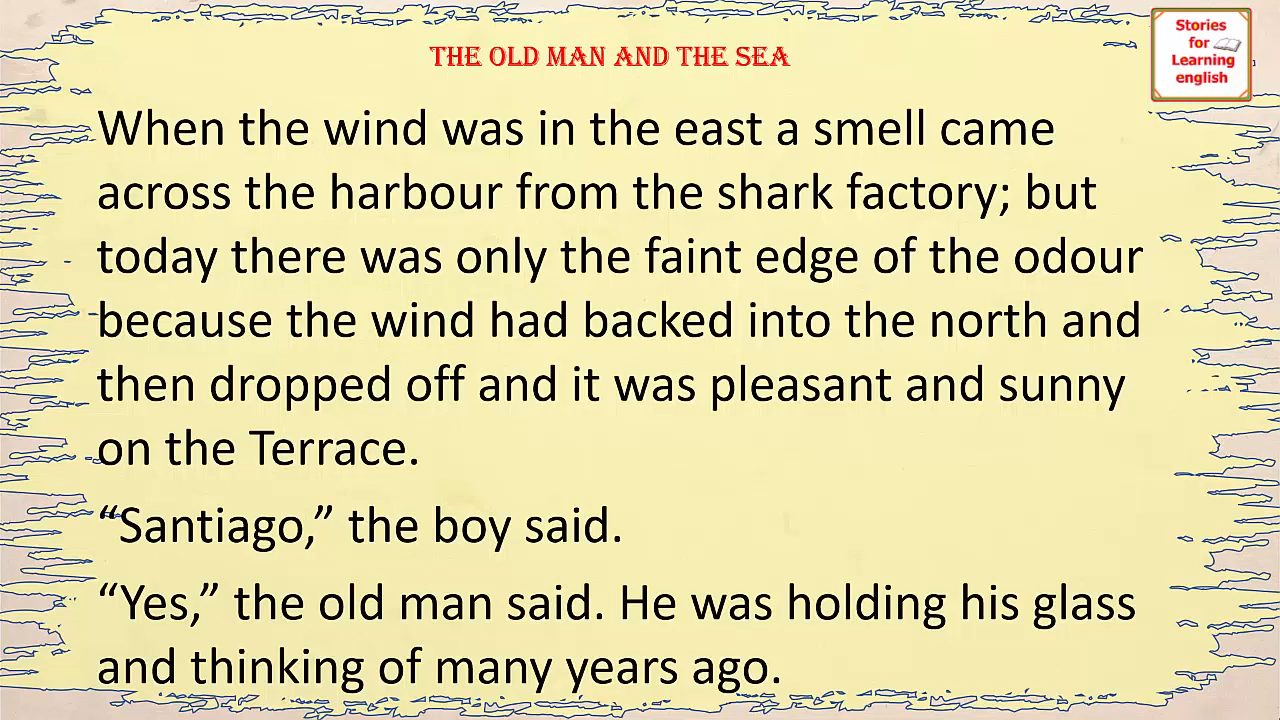 THE OLD MAN AND THE SEA
Stories
for
Learning
english
When the wind was in the east a smell came
across the harbour from the shark factory; but
today there was only the faint edge of the odour
because the wind had backed into the north and
then dropped off and it was pleasant and sunny
on the Terrace.
“Santiago,” the boy said.
“Yes,” the old man said. He was holding his glass
and thinking of many years ago.